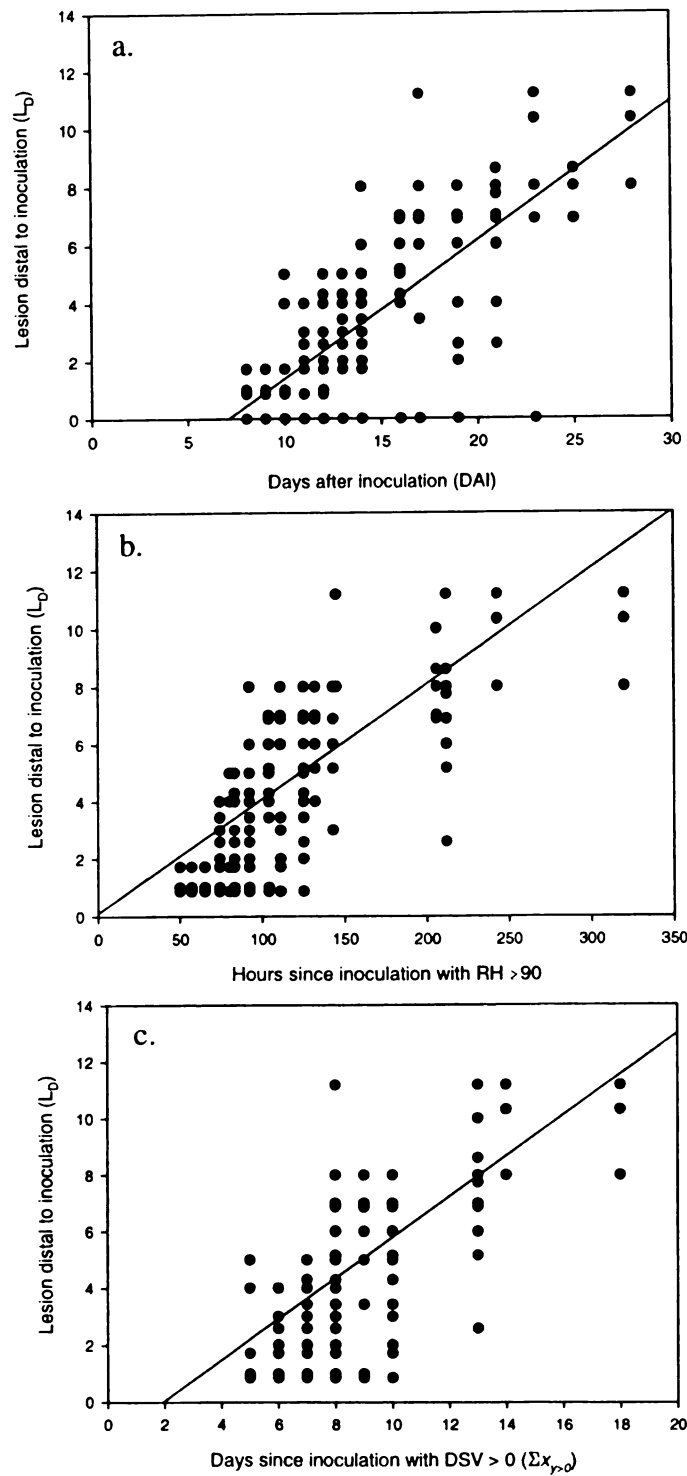 a.
14
12
10
8
6
4
2
0
Lesion distal to inoculation (L_D)
0 5 10 15 20 25 30
Days after inoculation (DAI)
b.
14
12
10
8
6
4
2
0
Lesion distal to inoculation (L_D)
0 50 100 150 200 250 300 350
Hours since inoculation with RH >90
c.
14
12
10
8
6
4
2
0
Lesion distal to inoculation (L_D)
0 2 4 6 8 10 12 14 16 18 20
Days since inoculation with DSV > 0 (Σx_{y>0})